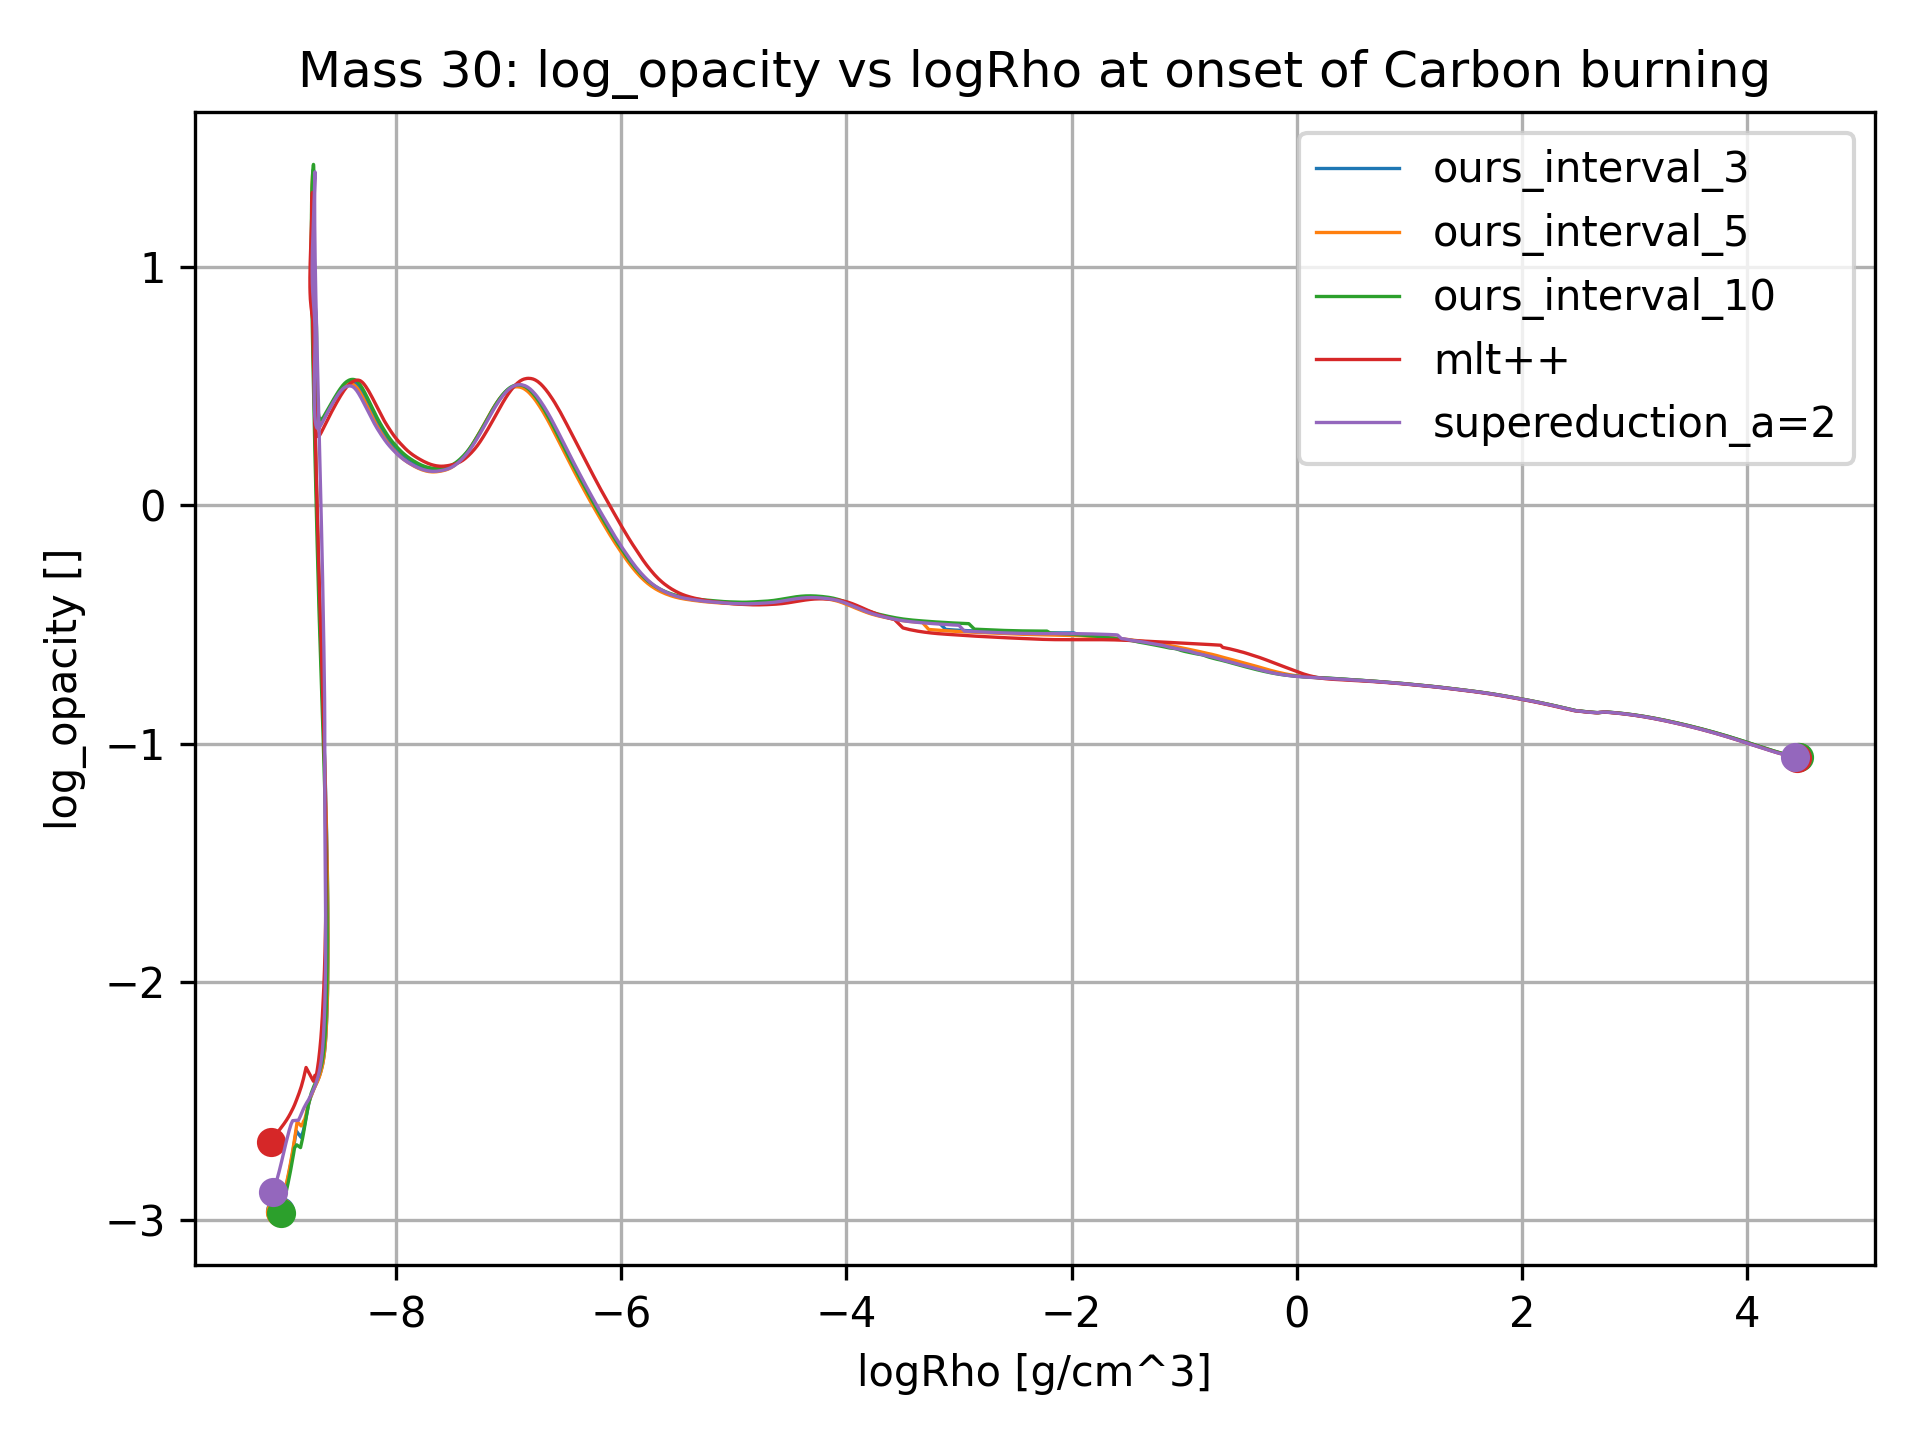 Mass 30: log_opacity vs logRho at onset of Carbon burning
ours_interval_3
ours_interval_5
ours_interval_10
mlt++
supereduction_a=2
log_opacity []
1
0
−1
−2
−3
−8
−6
−4
−2
0
2
4
logRho [g/cm^3]